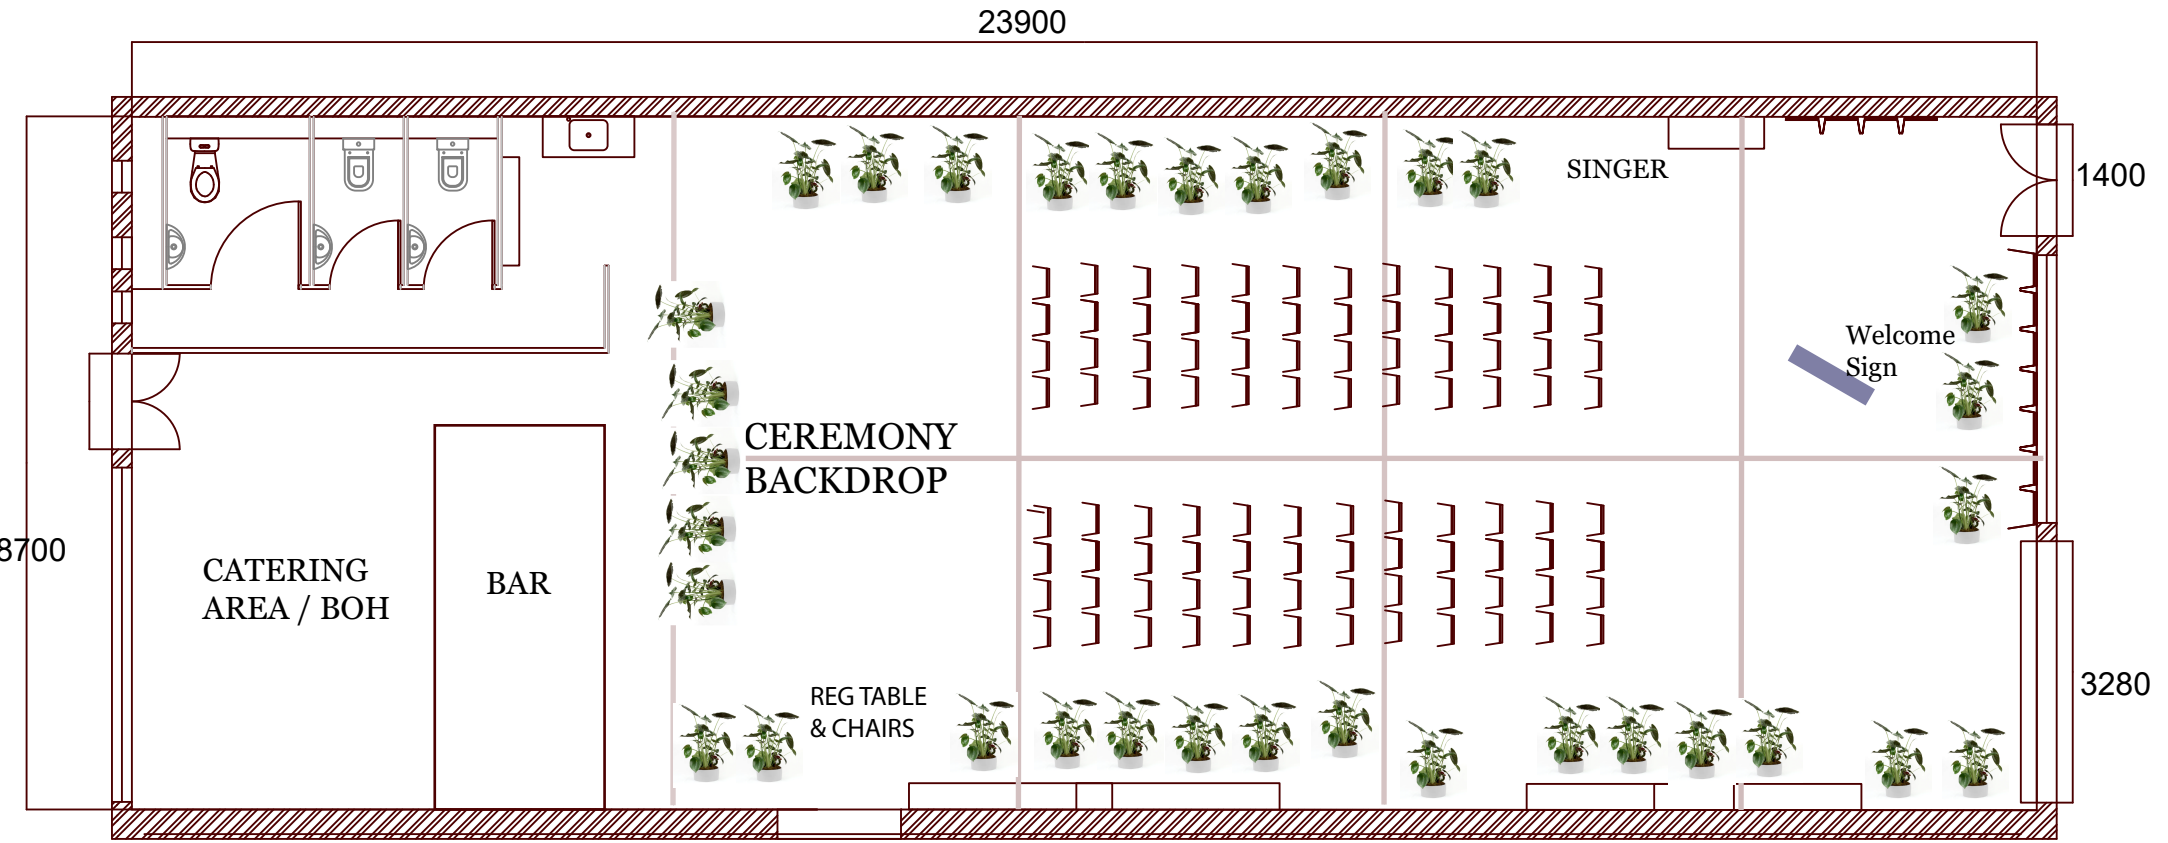 23900
SINGER
1400
Welcome
Sign
CEREMONY
BACKDROP
8700
CATERING
AREA / BOH
BAR
REG TABLE
& CHAIRS
3280